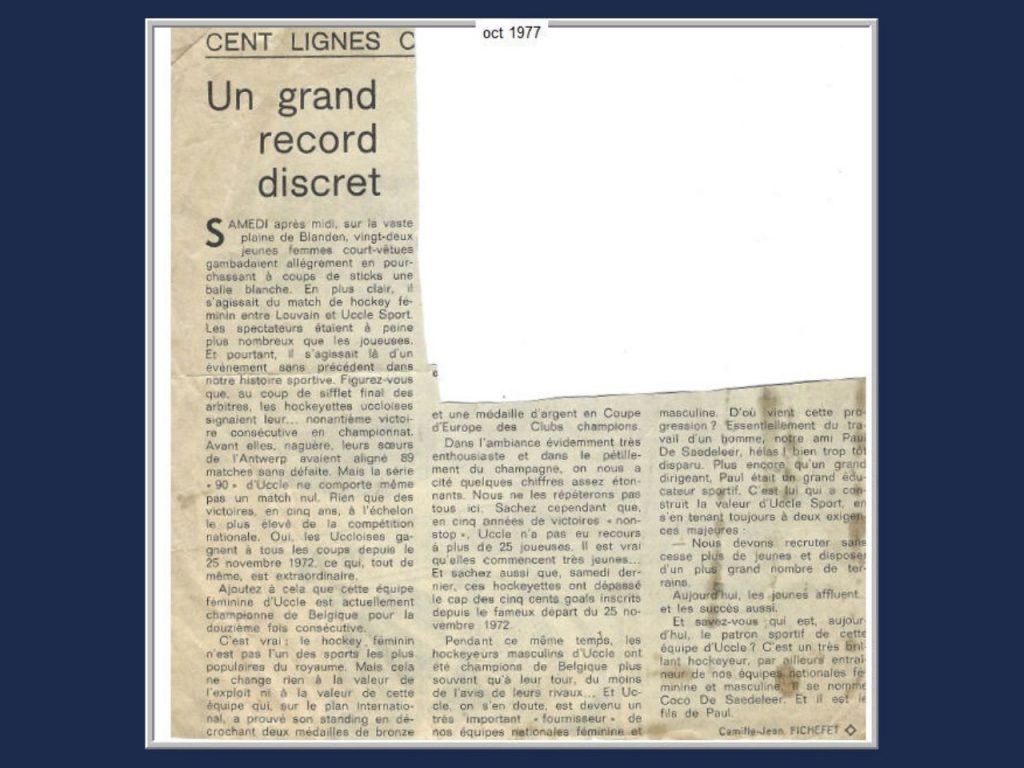 oct 1977
CENT LIGNES C
Un grand
record
discret
SAMEDI après midi, sur la vaste
plaine de Blanden, vingt-deux
jeunes femmes court-vêtues
gambadaient allégrement en pour-
chassant à coups de sticks une
balle blanche. En plus clair, il
s'agissait du match de hockey fé-
minin entre Louvain et Uccle Sport.
Les spectateurs étaient à peine
plus nombreux que les joueuses.
Et pourtant, il s'agissait là d'un
événement sans précédent dans
notre histoire sportive. Figurez-vous
que, au coup de sifflet final des
arbitres, les hockeyettes uccloises
signaient leur... nonantième victoi-
re consécutive en championnat.
Avant elles, naguère, leurs sœurs
de l'Antwerp avaient aligné 89
matches sans défaite. Mais la série
« 90 » d'Uccle ne comporte même
pas un match nul. Rien que des
victoires, en cinq ans, à l'échelon
le plus élevé de la compétition
nationale. Oui, les Uccloises ga-
gnent à tous les coups depuis le
25 novembre 1972, ce qui, tout de
même, est extraordinaire.
Ajoutez à cela que cette équipe
féminine d'Uccle est actuellement
championne de Belgique pour la
douzième fois consécutive.
C'est vrai : le hockey féminin
n'est pas l'un des sports les plus
populaires du royaume. Mais cela
ne change rien à la valeur de
l'exploit ni à la valeur de cette
équipe qui, sur le plan internatio-
nal, a prouvé son standing en dé-
crochant deux médailles de bronze
et une médaille d'argent en Coupe
d'Europe des Clubs champions.
Dans l'ambiance évidemment très
enthousiaste et dans le pétille-
ment du champagne, on nous a
cité quelques chiffres assez éton-
nants. Nous ne les répéterons pas
tous ici. Sachez cependant que,
en cinq années de victoires « non-
stop », Uccle n'a pas eu recours
à plus de 25 joueuses. Il est vrai
qu'elles commencent très jeunes...
Et sachez aussi que, samedi der-
nier, ces hockeyettes ont dépassé
le cap des cinq cents goals inscrits
depuis le fameux départ du 25 no-
vembre 1972.
Pendant ce même temps, les
hockeyeurs masculins d'Uccle ont
été champions de Belgique plus
souvent qu'à leur tour, du moins
de l'avis de leurs rivaux... Et Uc-
cle, on s'en doute, est devenu un
très important « fournisseur » de
nos équipes nationales féminine et
masculine. D'où vient cette pro-
gression ? Essentiellement du tra-
vail d'un homme, notre ami Paul
De Saedeleer, hélas ! bien trop tôt
disparu. Plus encore qu'un grand
dirigeant, Paul était un grand édu-
cateur sportif. C'est lui qui a con-
struit la valeur d'Uccle Sport, en
s'en tenant toujours à deux exigen-
ces majeures :
— Nous devons recruter sans
cesse plus de jeunes et disposer
d'un plus grand nombre de ter-
rains.
Aujourd'hui, les jeunes affluent
et les succès aussi.
Et savez-vous qui est, aujour-
d'hui, le patron sportif de cette
équipe d'Uccle ? C'est un très bril-
lant hockeyeur, par ailleurs entraî-
neur de nos équipes nationales fé-
minine et masculine. Il se nomme
Coco De Saedeleer. Et il est le
fils de Paul.
Camille-Jean FICHEFET ◇